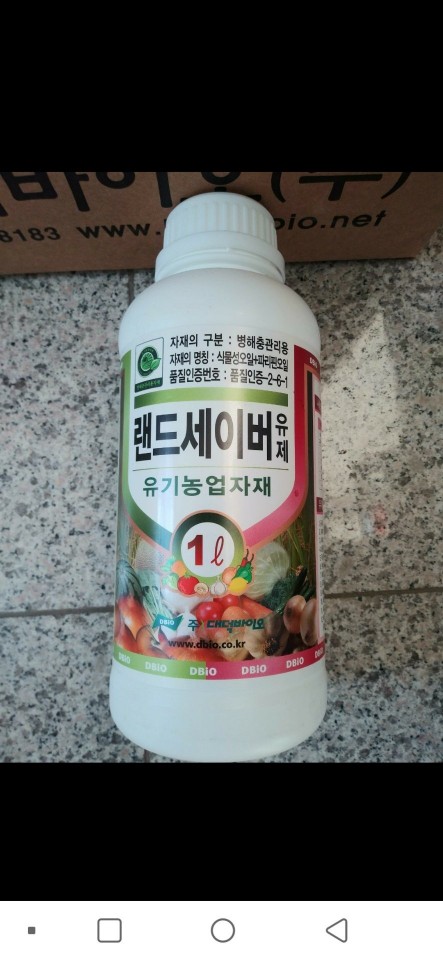 바이오(주)
8183 www.
bio.net
자재의 구분 : 병해충관리용
자재의 명칭 : 식물성오일+파라핀오일
품질인증번호 : 품질인증-2-6-1
랜드세이버 유제
유기농업자재
1ℓ
DBiO 주 대덕바이오
www.dbio.co.kr
DBiO DBiO DBiO DBiO DBiO DBiO